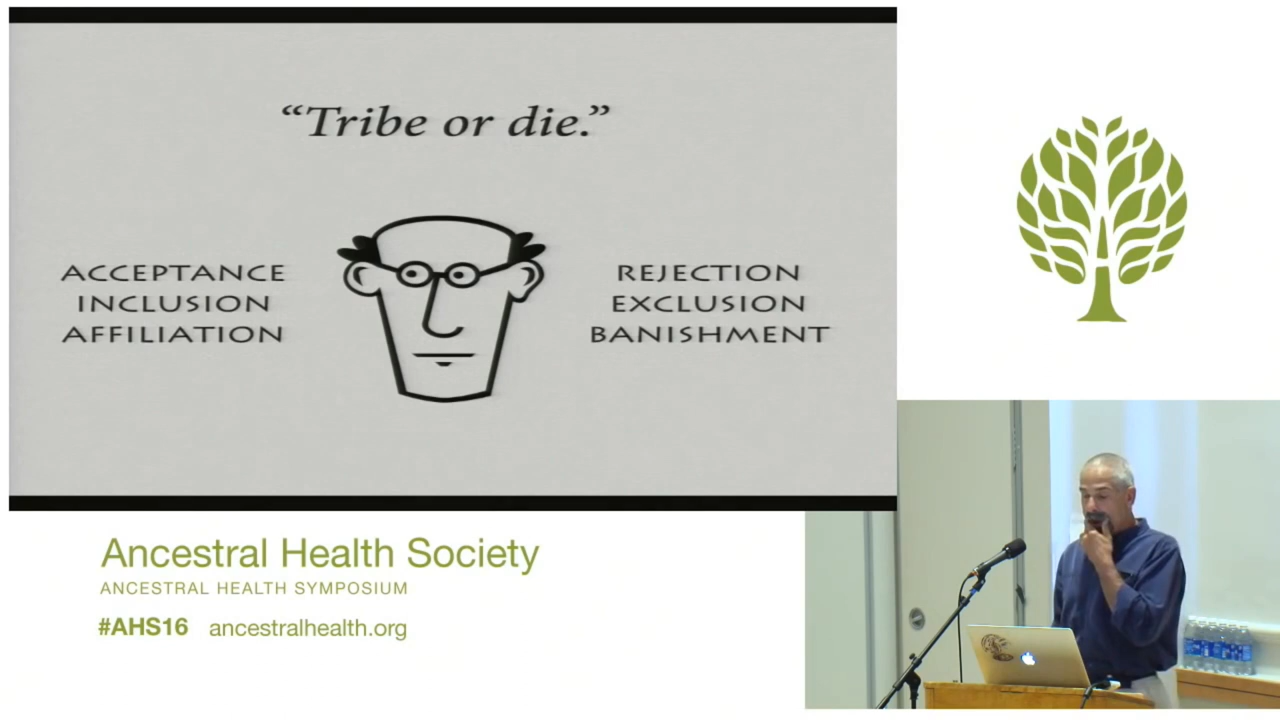 “Tribe or die.”
ACCEPTANCE
INCLUSION
AFFILIATION
REJECTION
EXCLUSION
BANISHMENT
Ancestral Health Society
ANCESTRAL HEALTH SYMPOSIUM
#AHS16 ancestralhealth.org